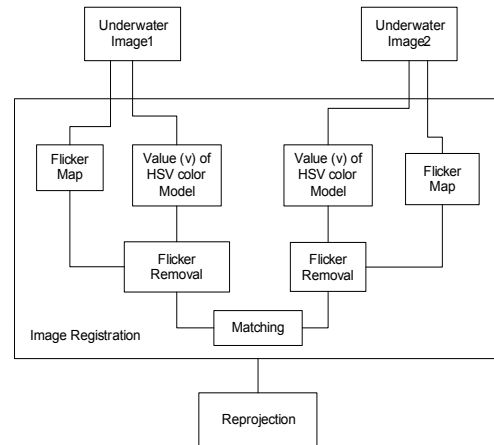 Underwater
Image1
Underwater
Image2
Flicker
Map
Value (v) of
HSV color
Model
Value (v) of
HSV color
Model
Flicker
Map
Flicker
Removal
Flicker
Removal
Matching
Image Registration
Reprojection